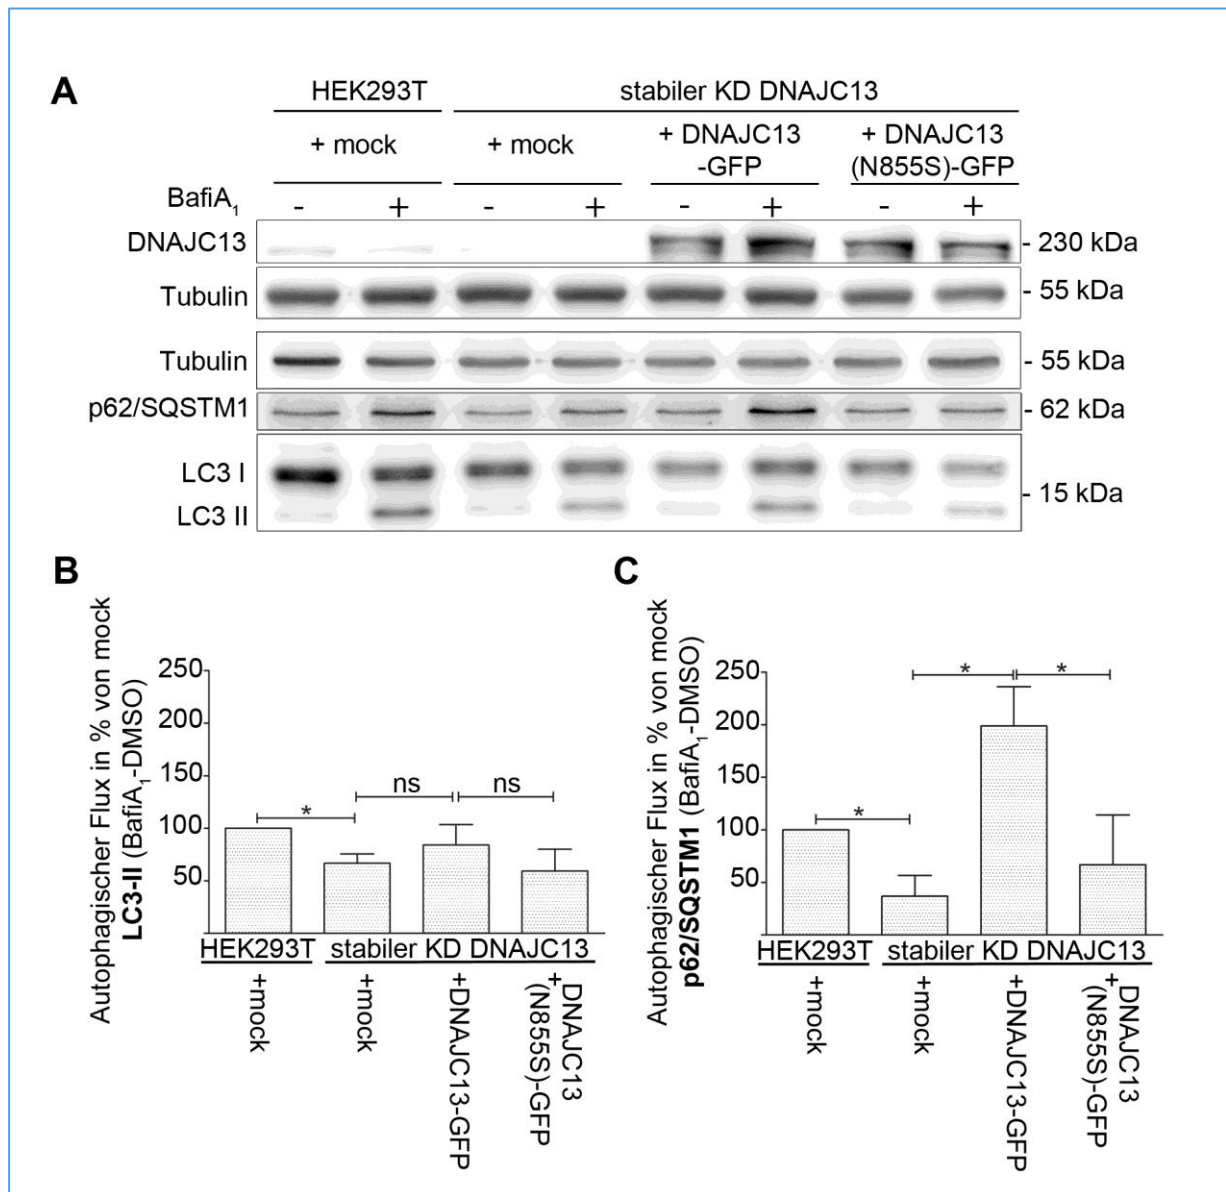 A
HEK293T
stabiler KD DNAJC13
+ mock
+ mock
+ DNAJC13
-GFP
+ DNAJC13
(N855S)-GFP
BafiA1 - + - + - + - +
DNAJC13 - 230 kDa
Tubulin - 55 kDa
Tubulin - 55 kDa
p62/SQSTM1 - 62 kDa
LC3 I
- 15 kDa
LC3 II
B
Autophagischer Flux in % von mock
LC3-II (BafiA1-DMSO)
250
200
150
100
50
*
ns
ns
HEK293T
stabiler KD DNAJC13
+mock
+mock
+DNAJC13-GFP
+DNAJC13
(N855S)-GFP
C
Autophagischer Flux in % von mock
p62/SQSTM1 (BafiA1-DMSO)
250
200
150
100
50
*
*
*
HEK293T
stabiler KD DNAJC13
+mock
+mock
+DNAJC13-GFP
+DNAJC13
(N855S)-GFP